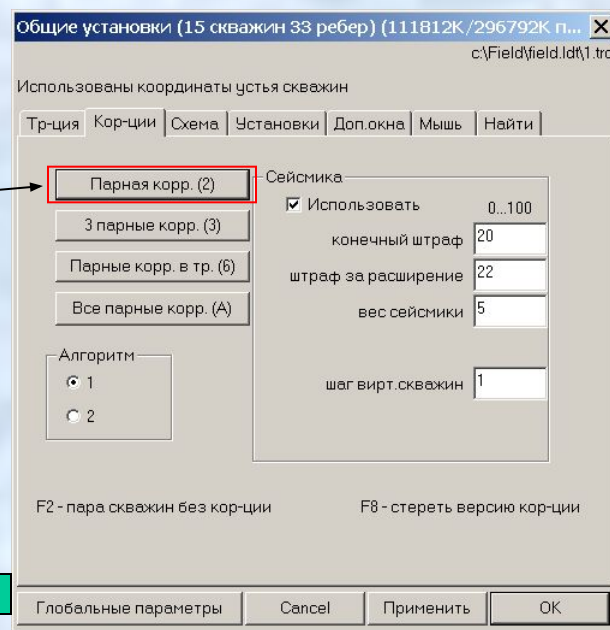 Общие установки (15 скважин 33 ребер) (111812K/296792K п...
c:\Field\field.ldt\1.tro
Использованы координаты устья скважин
Тр-ция Кор-ции Схема Установки Доп.окна Мышь Найти
Парная корр. (2)
3 парные корр. (3)
Парные корр. в тр. (6)
Все парные корр. (А)
Алгоритм
1
2
Сейсмика
Использовать 0...100
конечный штраф 20
штраф за расширение 22
вес сейсмики 5
шаг вирт.скважин 1
F2 - пара скважин без кор-ции F8 - стереть версию кор-ции
Глобальные параметры Cancel Применить OK